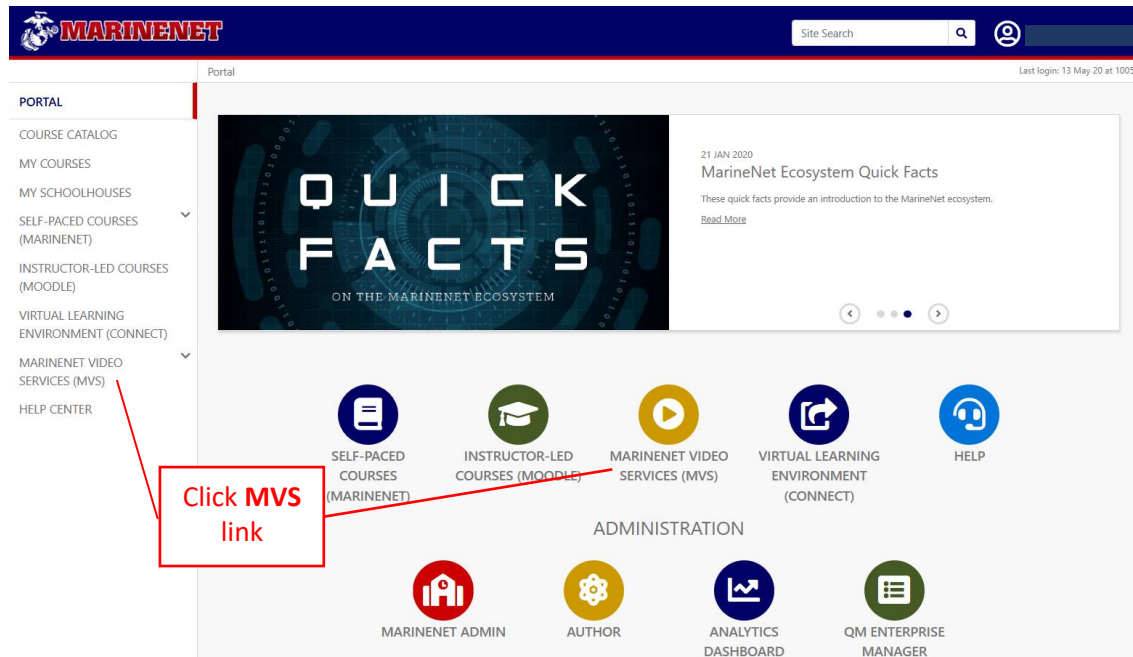 MARINENET
Site Search
Portal
Last login: 13 May 20 at 1005
PORTAL
COURSE CATALOG
MY COURSES
MY SCHOOLHOUSES
SELF-PACED COURSES
(MARINENET)
INSTRUCTOR-LED COURSES
(MOODLE)
VIRTUAL LEARNING
ENVIRONMENT (CONNECT)
MARINENET VIDEO
SERVICES (MVS)
HELP CENTER
QUICK
FACTS
ON THE MARINENET ECOSYSTEM
21 JAN 2020
MarineNet Ecosystem Quick Facts
These quick facts provide an introduction to the MarineNet ecosystem.
Read More
SELF-PACED
COURSES
(MARINENET)
INSTRUCTOR-LED
COURSES (MOODLE)
MARINENET VIDEO
SERVICES (MVS)
VIRTUAL LEARNING
ENVIRONMENT
(CONNECT)
HELP
Click MVS
link
ADMINISTRATION
MARINENET ADMIN
AUTHOR
ANALYTICS
DASHBOARD
QM ENTERPRISE
MANAGER